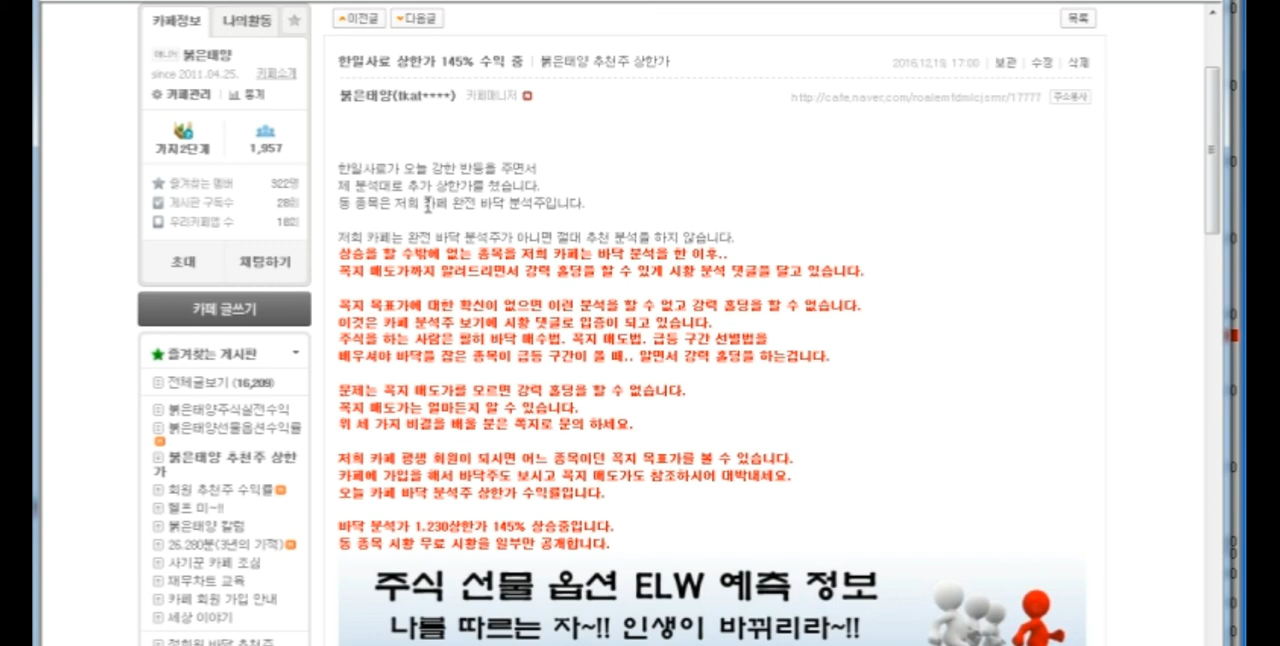 카페정보 나의활동
이전글 다음글
목록
매니저 붉은태양
since 2011.04.25. 카페소개
카페관리 통계
가지2단계 1,957
즐겨찾는 멤버 322명
게시판 구독수 28회
우리카페앱 수 18회
초대 채팅하기
카페 글쓰기
즐겨찾는 게시판
전체글보기 (16,209)
붉은태양주식실전수익
붉은태양선물옵션수익률
붉은태양 추천주 상한
가
회원 추천주 수익률
헬프 미~!!
붉은태양 칼럼
26.280분(3년의 기적)
사기꾼 카페 조심
재무차트 교육
카페 회원 가입 안내
세상 이야기
정회원 바닥 추천주
한일사료 상한가 145% 수익 중 | 붉은태양 추천주 상한가
2016.12.19. 17:00 | 보관 | 수정 | 삭제
붉은태양(tkat****) 카페매니저
주소복사
한일사료가 오늘 강한 반등을 주면서
제 분석대로 추가 상한가를 쳤습니다.
동 종목은 저희 카페 완전 바닥 분석주입니다.
저희 카페는 완전 바닥 분석주가 아니면 절대 추천 분석를 하지 않습니다.
상승을 할 수밖에 없는 종목을 저희 카페는 바닥 분석을 한 이후..
꼭지 매도가까지 알려드리면서 강력 홀딩을 할 수 있게 시황 분석 댓글을 달고 있습니다.
꼭지 목표가에 대한 확신이 없으면 이런 분석을 할 수 없고 강력 홀딩을 할 수 없습니다.
이것은 카페 분석주 보기에 시황 댓글로 입증이 되고 있습니다.
주식을 하는 사람은 필히 바닥 매수법. 꼭지 매도법. 급등 구간 선별법을
배우셔야 바닥을 잡은 종목이 급등 구간이 올 때.. 알면서 강력 홀딩을 하는겁니다.
문제는 꼭지 매도가를 모르면 강력 홀딩을 할 수 없습니다.
꼭지 매도가는 얼마든지 알 수 있습니다.
위 세 가지 비결을 배울 분은 쪽지로 문의 하세요.
저희 카페 평생 회원이 되시면 어느 종목이던 꼭지 목표가를 볼 수 있습니다.
카페에 가입을 해서 바닥주도 보시고 꼭지 매도가도 참조하시어 대박내세요.
오늘 카페 바닥 분석주 상한가 수익률입니다.
바닥 분석가 1.230상한가 145% 상승중입니다.
동 종목 시황 무료 시황을 일부만 공개합니다.
주식 선물 옵션 ELW 예측 정보
나를 따르는 자~!! 인생이 바뀌리라~!!